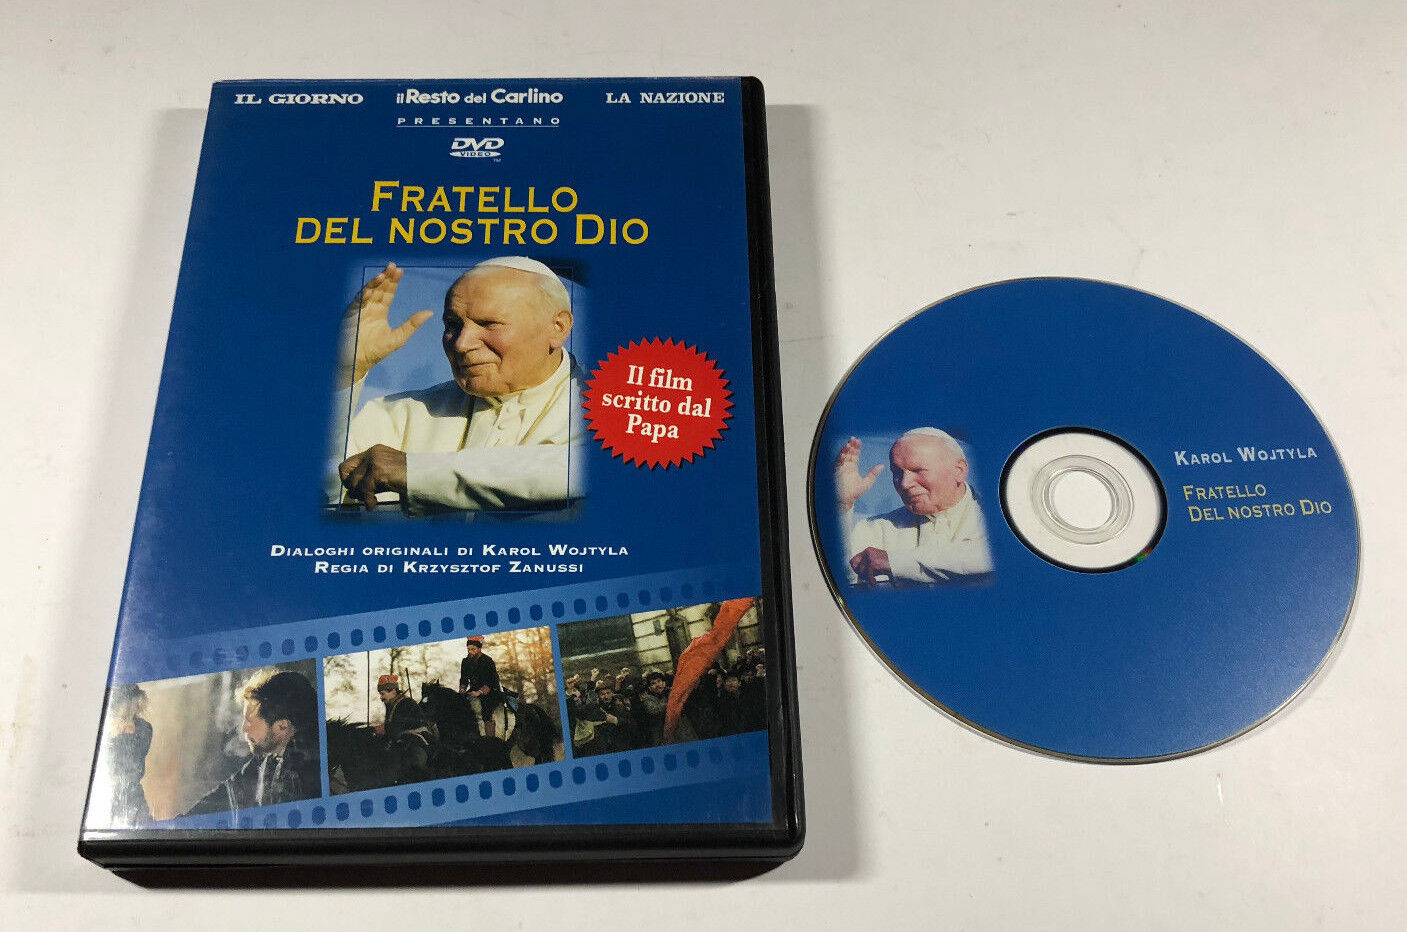 IL GIORNO il Resto del Carlino LA NAZIONE
PRESENTANO
DVD
VIDEO
TM
FRATELLO
DEL NOSTRO DIO
Il film
scritto dal
Papa
DIALOGHI ORIGINALI DI KAROL WOJTYLA
REGIA DI KRZYSZTOF ZANUSSI
KAROL WOJTYLA
FRATELLO
DEL NOSTRO DIO